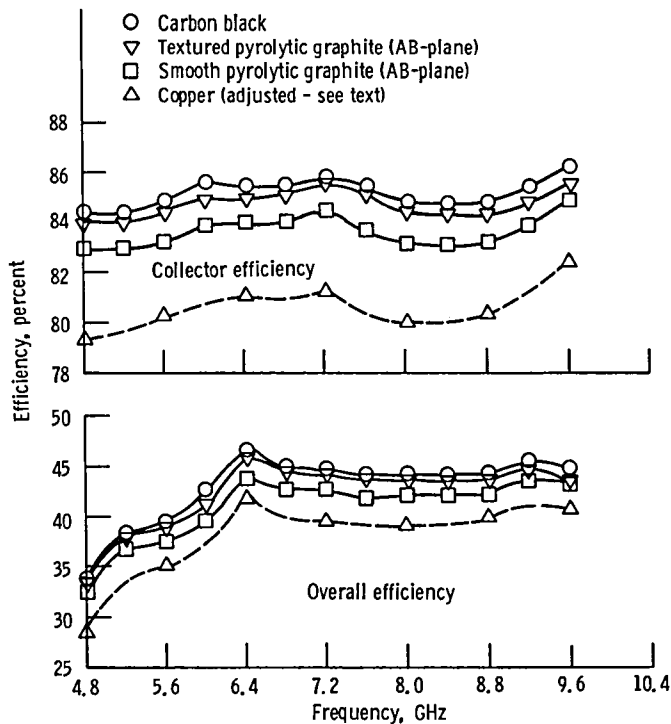 Carbon black
Textured pyrolytic graphite (AB-plane)
Smooth pyrolytic graphite (AB-plane)
Copper (adjusted - see text)
88
86
84
82
80
78
Collector efficiency
Efficiency, percent
50
45
40
35
30
25
Overall efficiency
4.8
5.6
6.4
7.2
8.0
8.8
9.6
10.4
Frequency, GHz